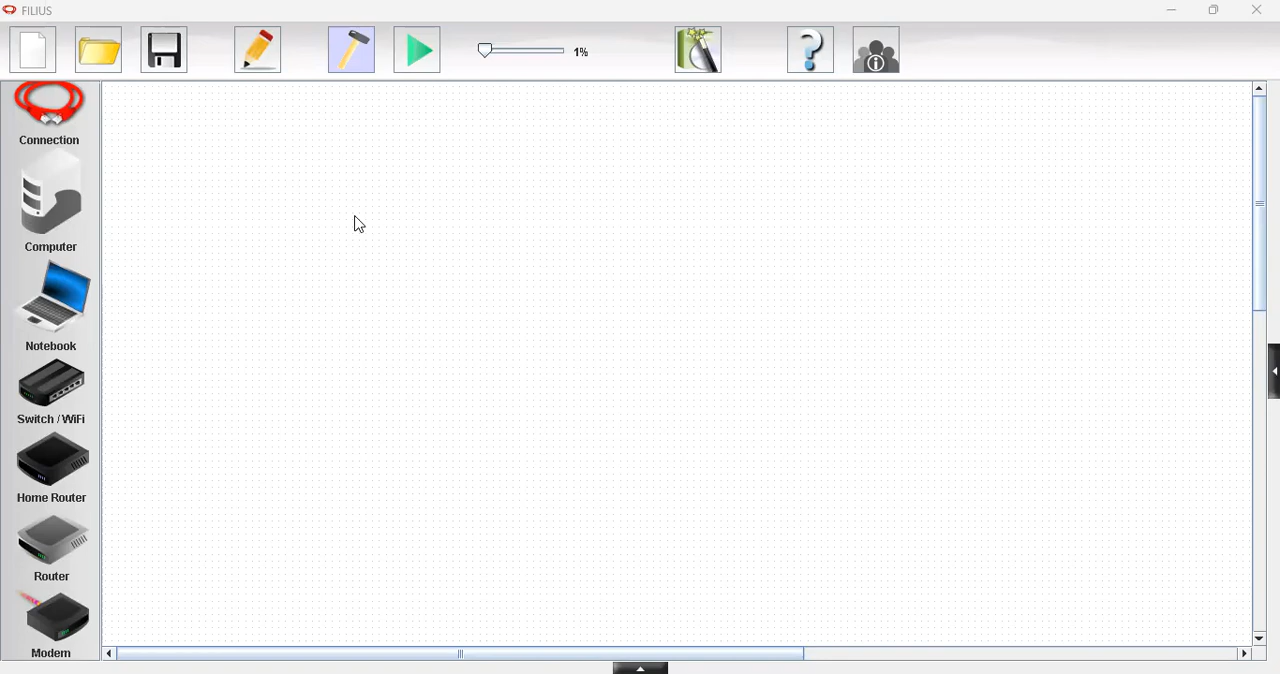 FILIUS
1%
Connection
Computer
Notebook
Switch / WiFi
Home Router
Router
Modem